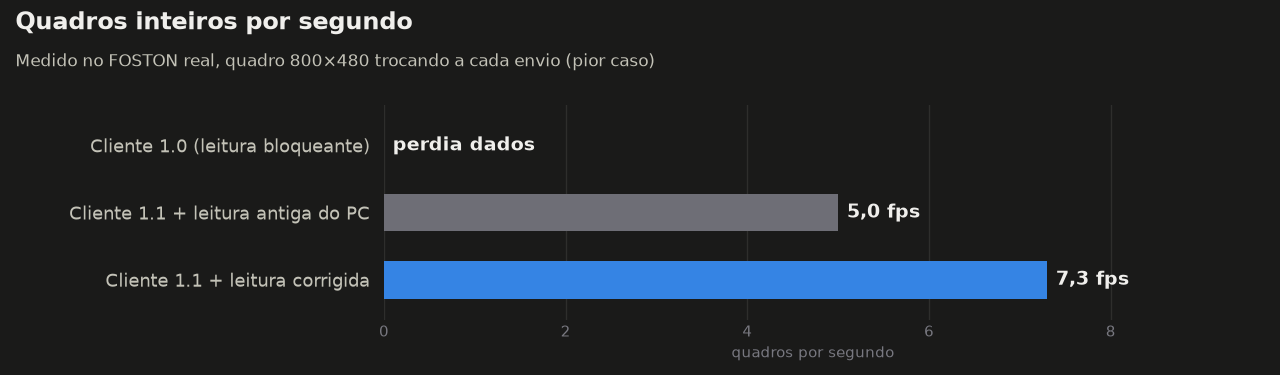 Quadros inteiros por segundo
Medido no FOSTON real, quadro 800×480 trocando a cada envio (pior caso)
Cliente 1.0 (leitura bloqueante) perdia dados
Cliente 1.1 + leitura antiga do PC 5,0 fps
Cliente 1.1 + leitura corrigida 7,3 fps
0 2 4 6 8
quadros por segundo